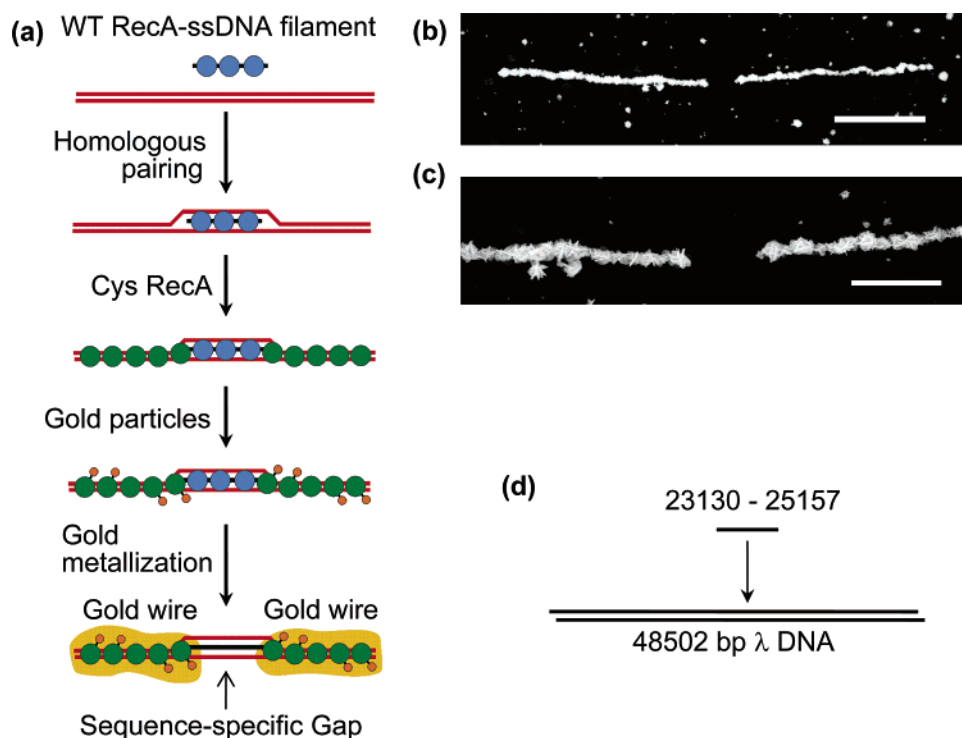 (a)
WT RecA-ssDNA filament
Homologous
pairing
Cys RecA
Gold particles
Gold
metallization
Gold wire
Gold wire
Sequence-specific Gap
(b)
(c)
(d)
23130 - 25157
48502 bp λ DNA